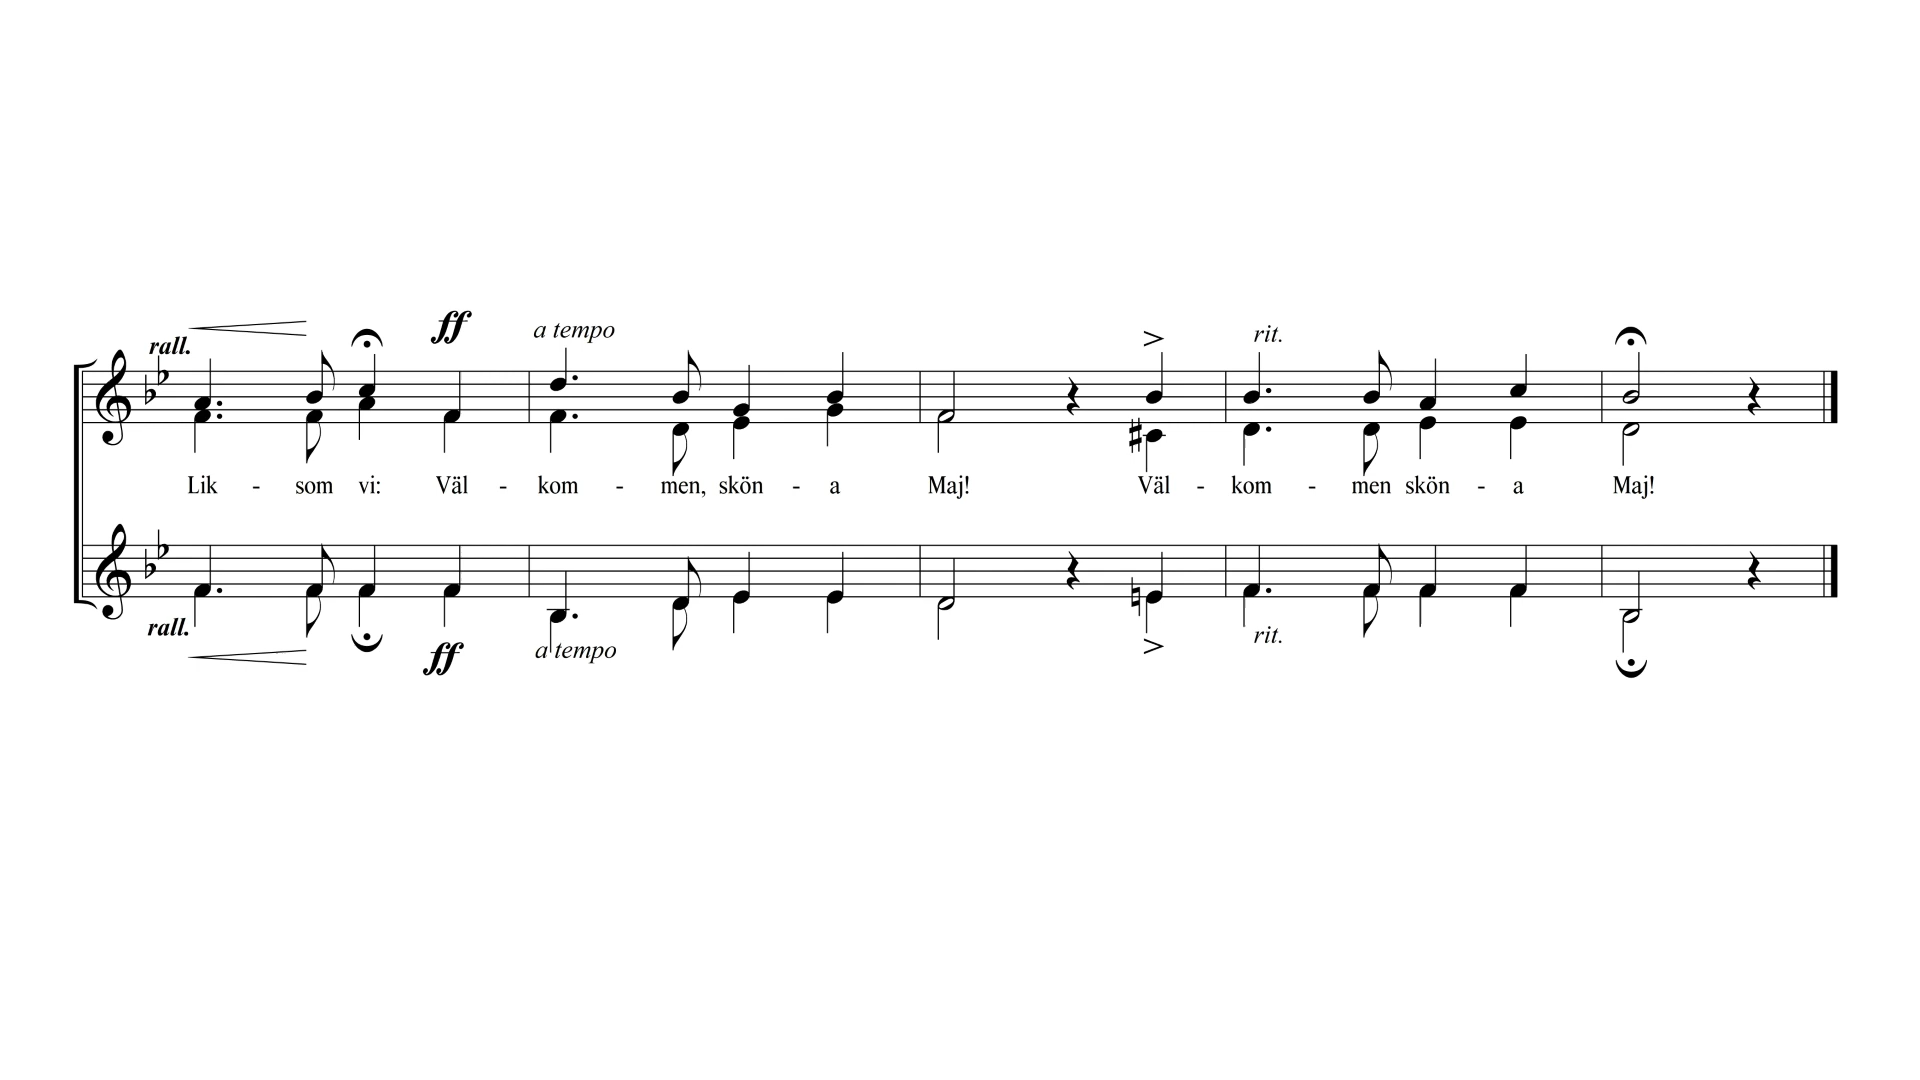 rall. ff a tempo rit.
Lik - som vi: Väl - kom - men, skön - a Maj! Väl - kom - men skön - a Maj!
rall. ff a tempo rit.